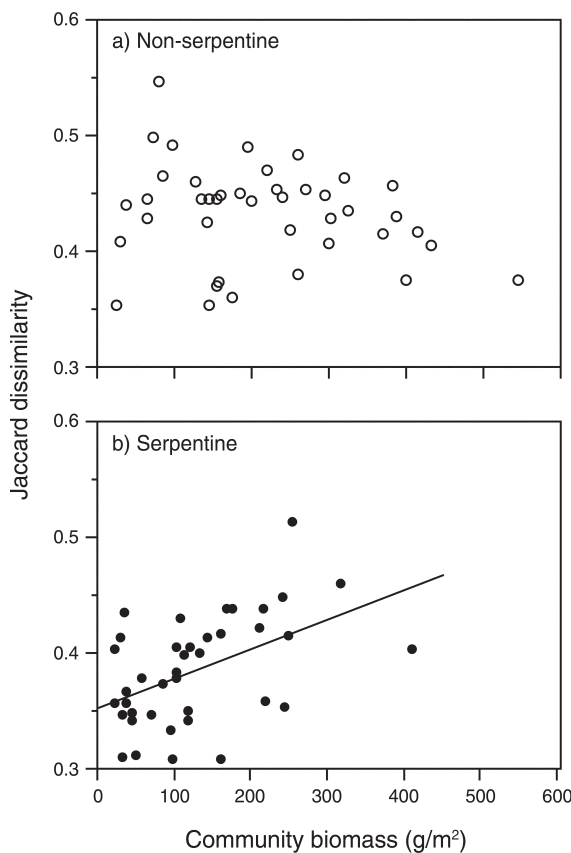 0.6
a) Non-serpentine
0.5
0.4
0.3
Jaccard dissimilarity
0.6
b) Serpentine
0.5
0.4
0.3
0 100 200 300 400 500 600
Community biomass (g/m²)